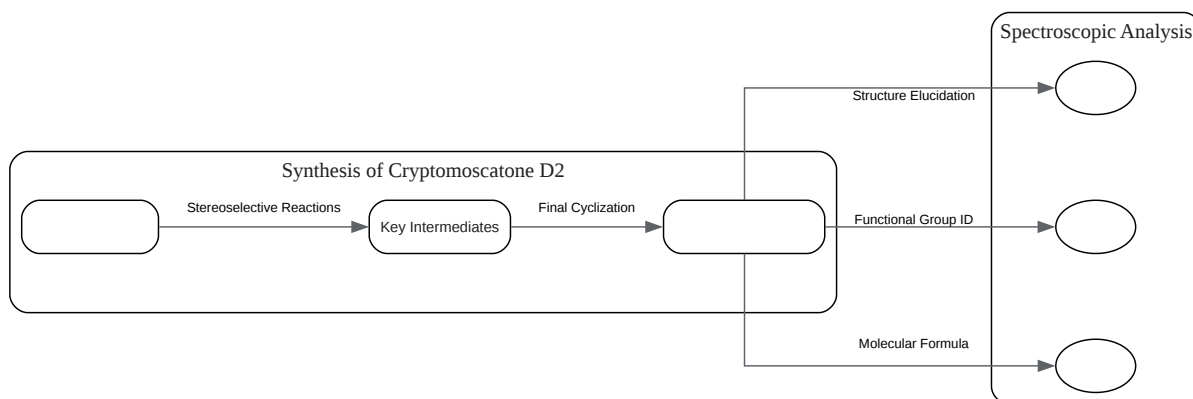 Spectroscopic Analysis
Structure Elucidation
Synthesis of Cryptomoscatone D2
Stereoselective Reactions
Key Intermediates
Final Cyclization
Functional Group ID
Molecular Formula